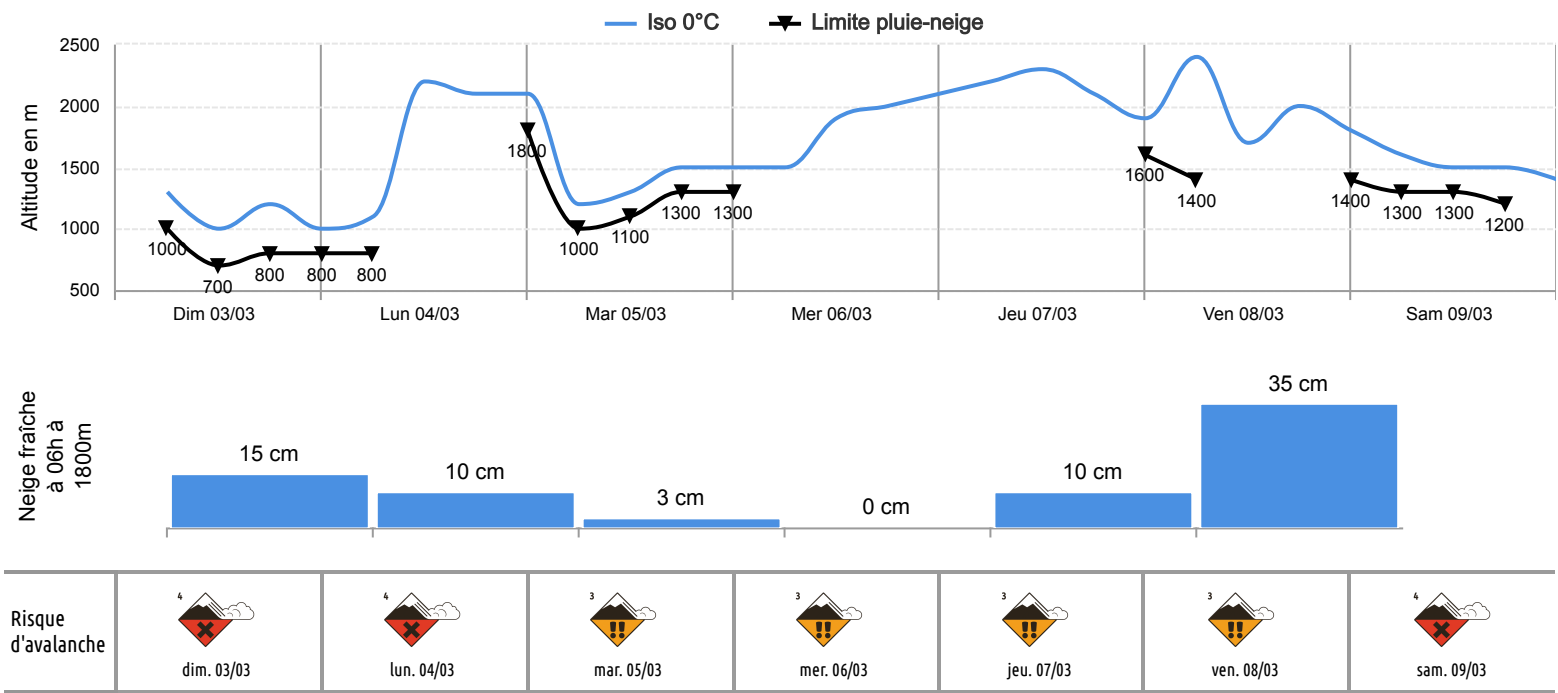 Iso 0°C
Limite pluie-neige
Altitude en m
2500
2000
1500
1000
500
1000
700
800
800
800
1800
1000
1100
1300
1300
1600
1400
1400
1300
1300
1200
Dim 03/03
Lun 04/03
Mar 05/03
Mer 06/03
Jeu 07/03
Ven 08/03
Sam 09/03
Neige fraîche
à 06h à
1800m
15 cm
10 cm
3 cm
0 cm
10 cm
35 cm
Risque
d'avalanche
4
dim. 03/03
4
lun. 04/03
3
mar. 05/03
3
mer. 06/03
3
jeu. 07/03
3
ven. 08/03
4
sam. 09/03